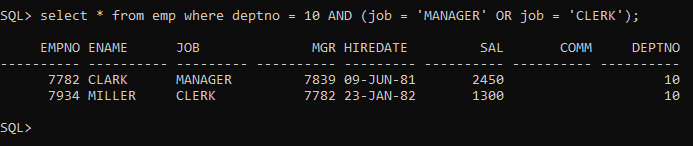 SQL> select * from emp where deptno = 10 AND (job = 'MANAGER' OR job = 'CLERK');
     EMPNO ENAME      JOB              MGR HIREDATE         SAL       COMM     DEPTNO
---------- ---------- --------- ---------- --------- ---------- ---------- ----------
      7782 CLARK      MANAGER         7839 09-JUN-81       2450                    10
      7934 MILLER     CLERK           7782 23-JAN-82       1300                    10
SQL>